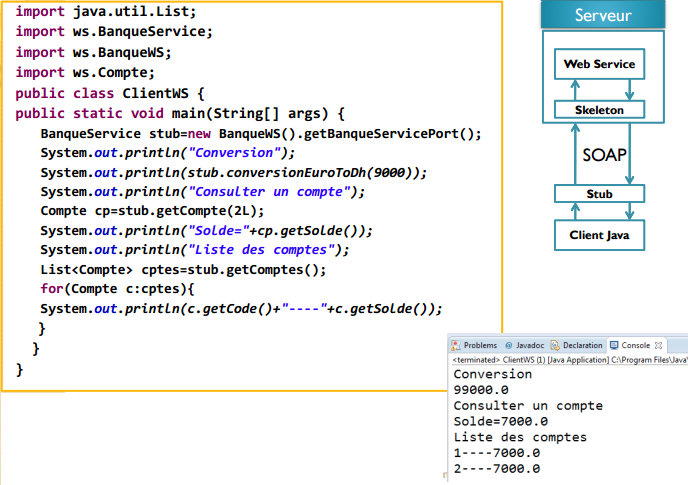 import java.util.List;
import ws.BanqueService;
import ws.BanqueWS;
import ws.Compte;
public class ClientWS {
public static void main(String[] args) {
BanqueService stub=new BanqueWS().getBanqueServicePort();
System.out.println("Conversion");
System.out.println(stub.conversionEuroToDh(9000));
System.out.println("Consulter un compte");
Compte cp=stub.getCompte(2L);
System.out.println("Solde="+cp.getSolde());
System.out.println("Liste des comptes");
List<Compte> cptes=stub.getComptes();
for(Compte c:cptes){
System.out.println(c.getCode()+"----"+c.getSolde());
}
}
}
Serveur
Web Service
Skeleton
SOAP
Stub
Client Java
Problems @ Javadoc Declaration Console
<terminated> ClientWS (1) [Java Application] C:\Program Files\Java\
Conversion
99000.0
Consulter un compte
Solde=7000.0
Liste des comptes
1----7000.0
2----7000.0